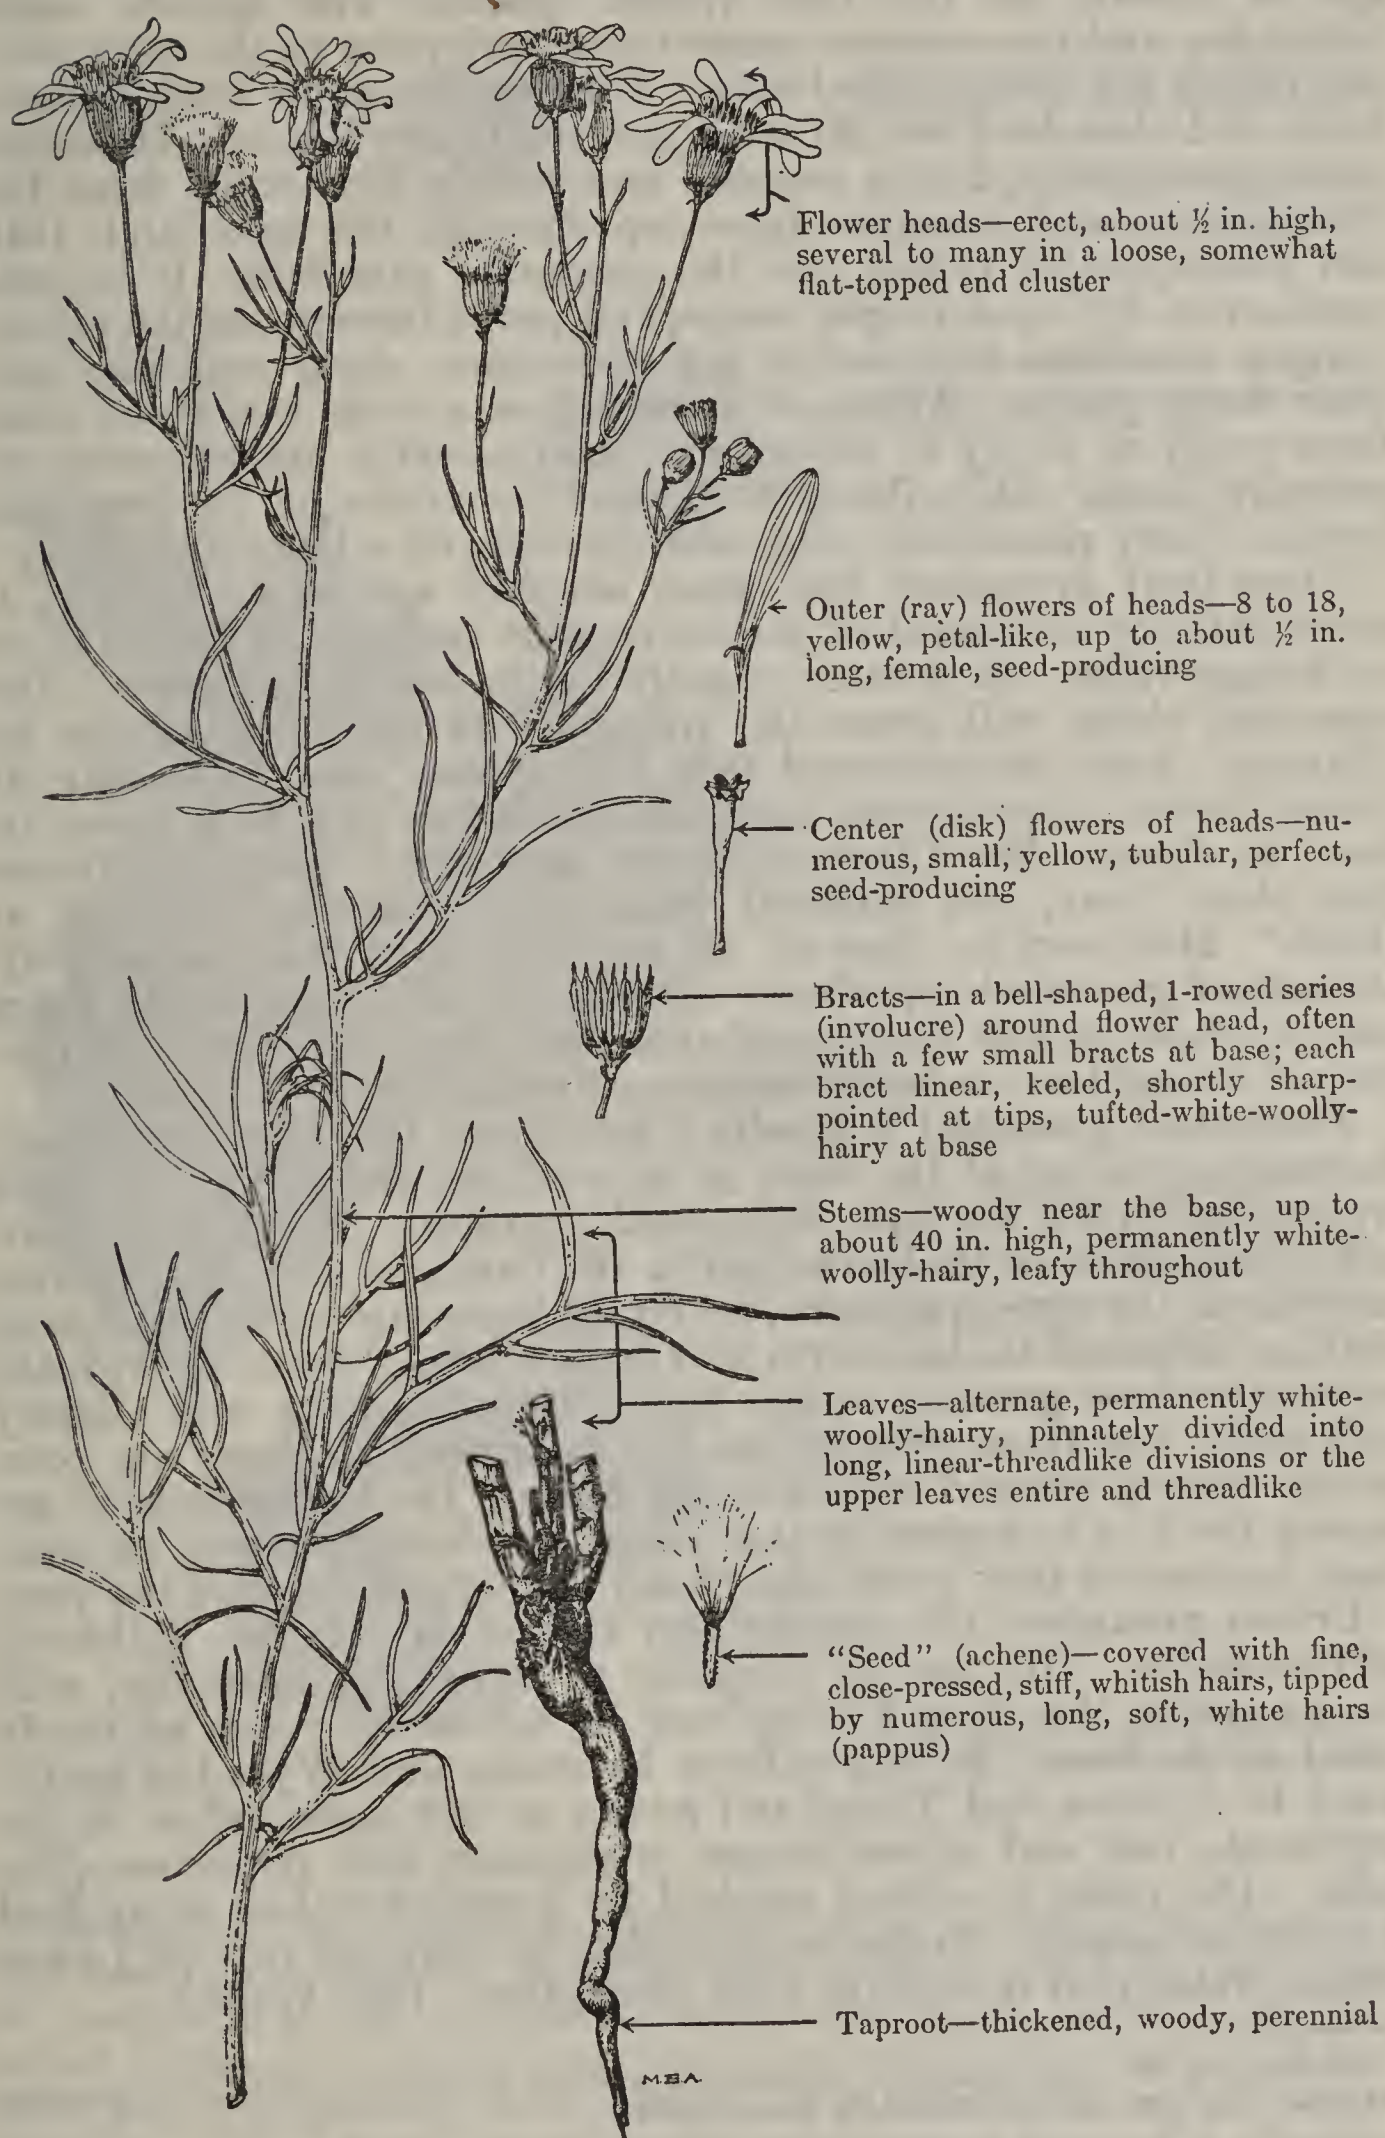 Flower heads—erect, about ½ in. high,
several to many in a loose, somewhat
flat-topped end cluster
Outer (ray) flowers of heads—8 to 18,
yellow, petal-like, up to about ½ in.
long, female, seed-producing
Center (disk) flowers of heads—nu-
merous, small, yellow, tubular, perfect,
seed-producing
Bracts—in a bell-shaped, 1-rowed series
(involucre) around flower head, often
with a few small bracts at base; each
bract linear, keeled, shortly sharp-
pointed at tips, tufted-white-woolly-
hairy at base
Stems—woody near the base, up to
about 40 in. high, permanently white-
woolly-hairy, leafy throughout
Leaves—alternate, permanently white-
woolly-hairy, pinnately divided into
long, linear-threadlike divisions or the
upper leaves entire and threadlike
“Seed” (achene)—covered with fine,
close-pressed, stiff, whitish hairs, tipped
by numerous, long, soft, white hairs
(pappus)
Taproot—thickened, woody, perennial
M.B.A.